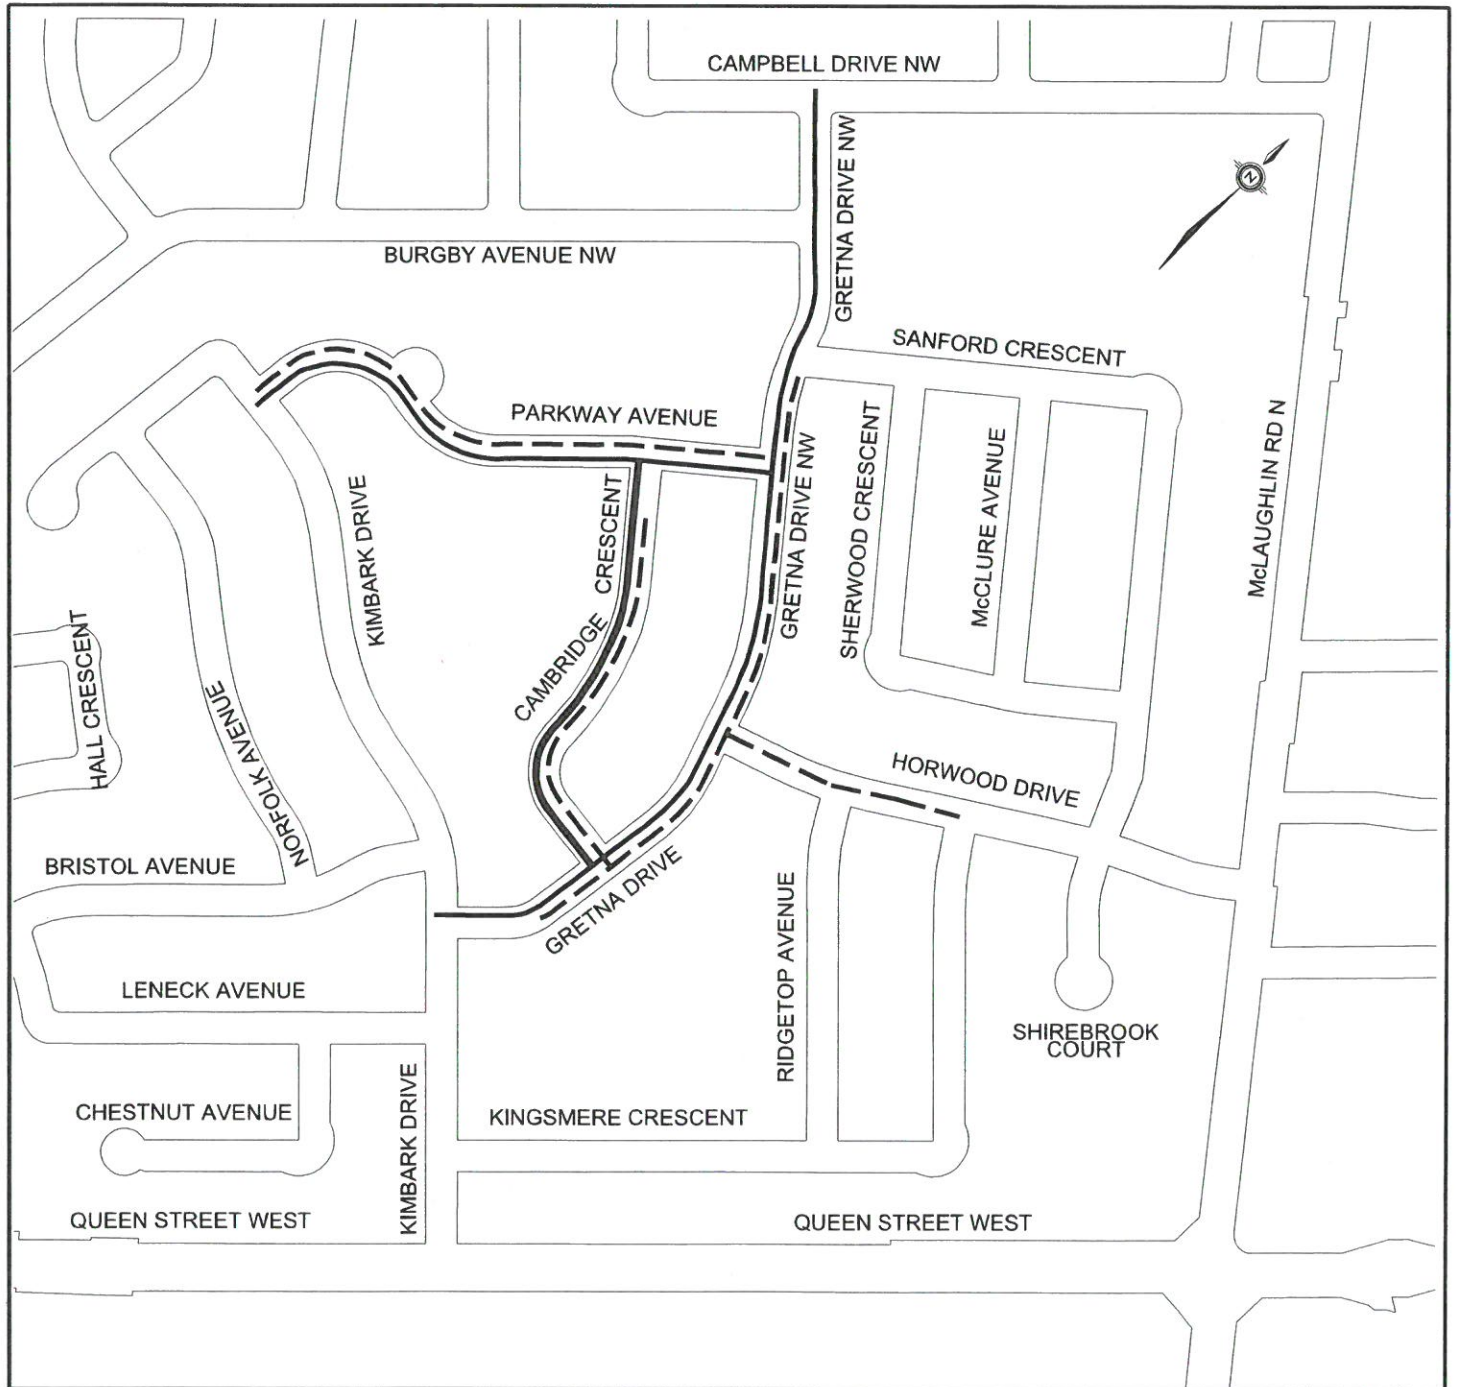 CAMPBELL DRIVE NW
GRETNA DRIVE NW
N
BURGBY AVENUE NW
SANFORD CRESCENT
PARKWAY AVENUE
KIMBARK DRIVE
CRESCENT
CAMBRIDGE
GRETNA DRIVE NW
SHERWOOD CRESCENT
McCLURE AVENUE
McLAUGHLIN RD N
HALL CRESCENT
NORFOLK AVENUE
HORWOOD DRIVE
BRISTOL AVENUE
GRETNA DRIVE
RIDGETOP AVENUE
LENECK AVENUE
SHIREBROOK
COURT
CHESTNUT AVENUE
KIMBARK DRIVE
KINGSMERE CRESCENT
QUEEN STREET WEST
QUEEN STREET WEST